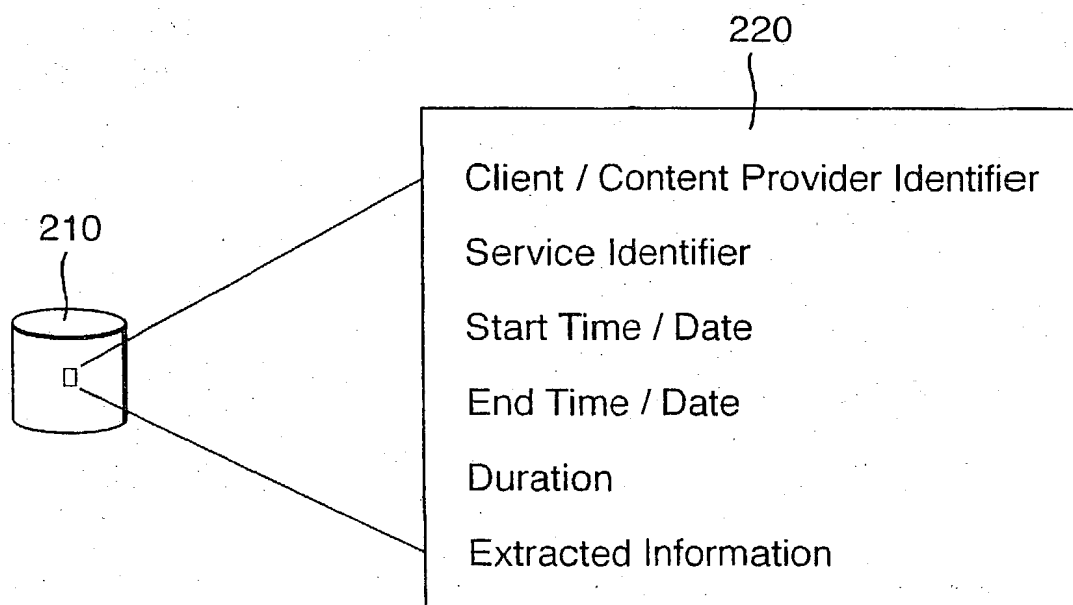 220
Client / Content Provider Identifier
210
Service Identifier
Start Time / Date
End Time / Date
Duration
Extracted Information